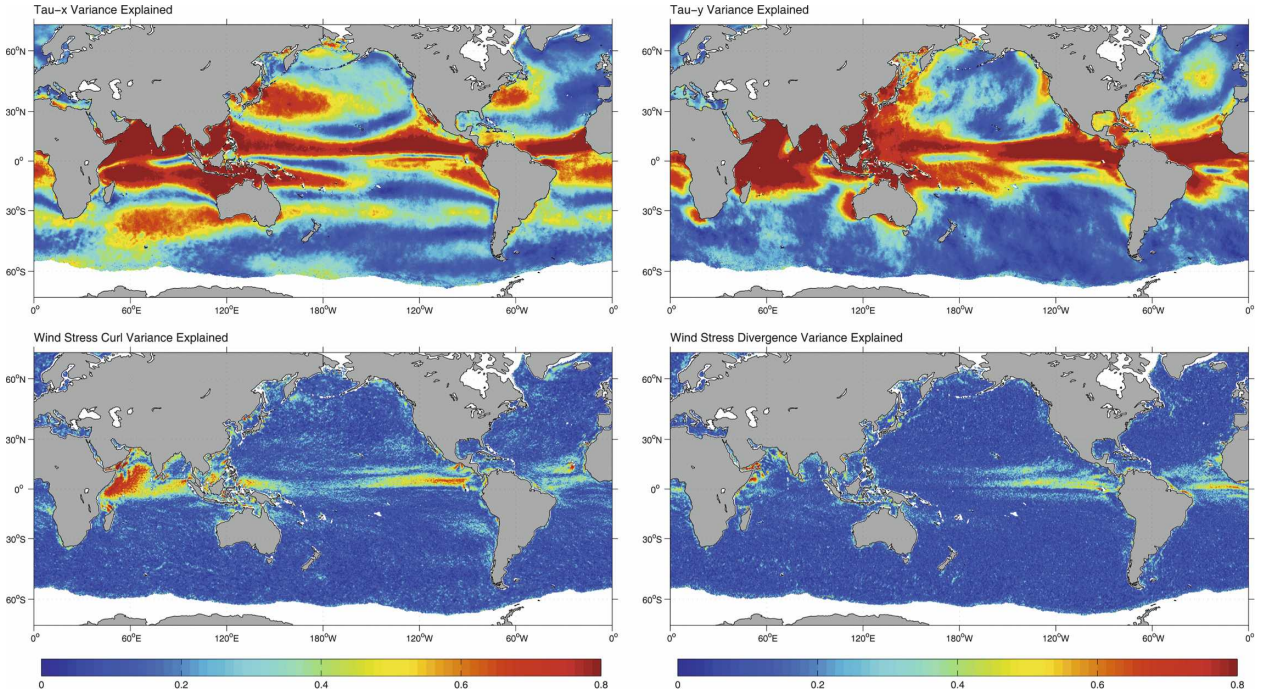 Tau-x Variance Explained
Tau-y Variance Explained
60°N
30°N
0°
30°S
60°S
0° 60°E 120°E 180°W 120°W 60°W 0°
60°N
30°N
0°
30°S
60°S
0° 60°E 120°E 180°W 120°W 60°W 0°
Wind Stress Curl Variance Explained
Wind Stress Divergence Variance Explained
60°N
30°N
0°
30°S
60°S
0° 60°E 120°E 180°W 120°W 60°W 0°
60°N
30°N
0°
30°S
60°S
0° 60°E 120°E 180°W 120°W 60°W 0°
0 0.2 0.4 0.6 0.8
0 0.2 0.4 0.6 0.8